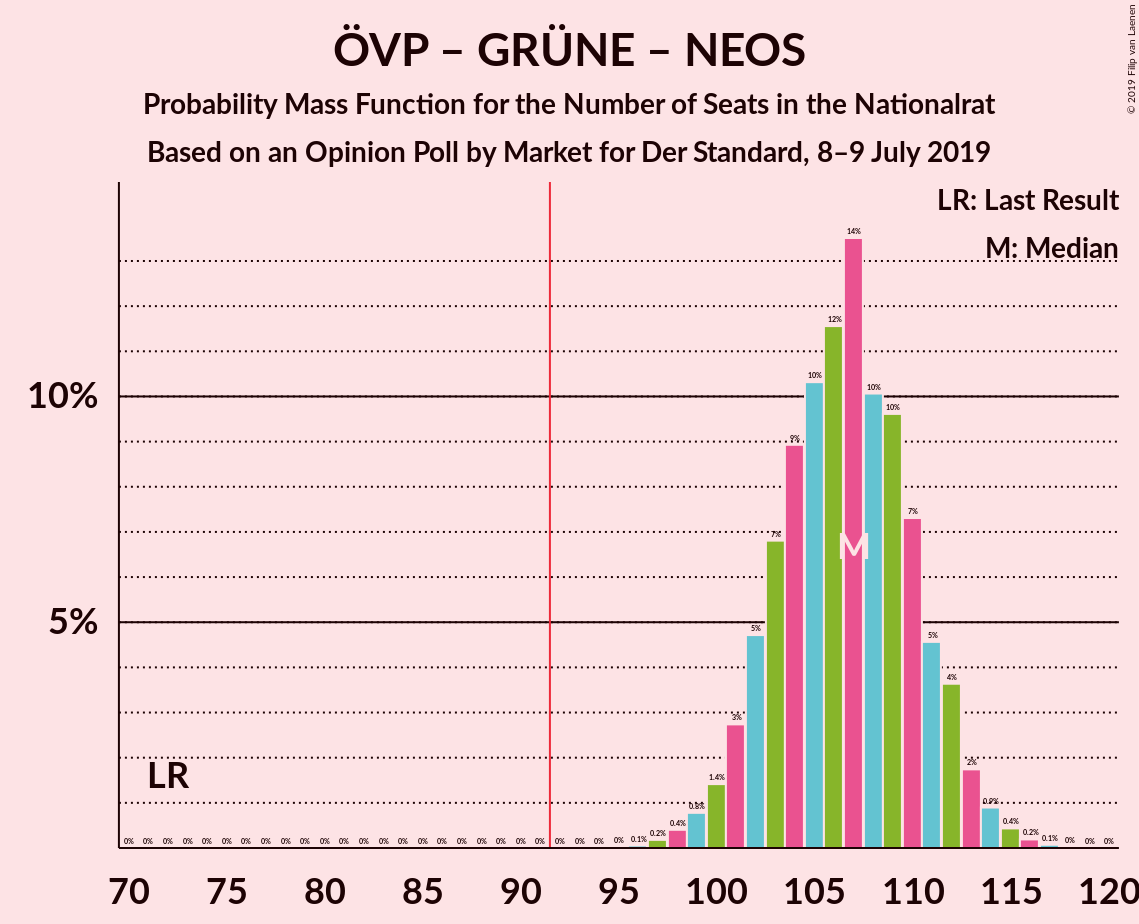 ÖVP – GRÜNE – NEOS
Probability Mass Function for the Number of Seats in the Nationalrat
Based on an Opinion Poll by Market for Der Standard, 8–9 July 2019
© 2019 Filip van Laenen
LR: Last Result
M: Median
10%
5%
LR
M
0% 0% 0% 0% 0% 0% 0% 0% 0% 0% 0% 0% 0% 0% 0% 0% 0% 0% 0% 0% 0% 0% 0% 0% 0% 0% 0.1% 0.2% 0.4% 0.8% 1.4% 3% 5% 7% 9% 10% 12% 14% 10% 10% 7% 5% 4% 2% 0.9% 0.4% 0.2% 0.1% 0% 0% 0%
70 75 80 85 90 95 100 105 110 115 120